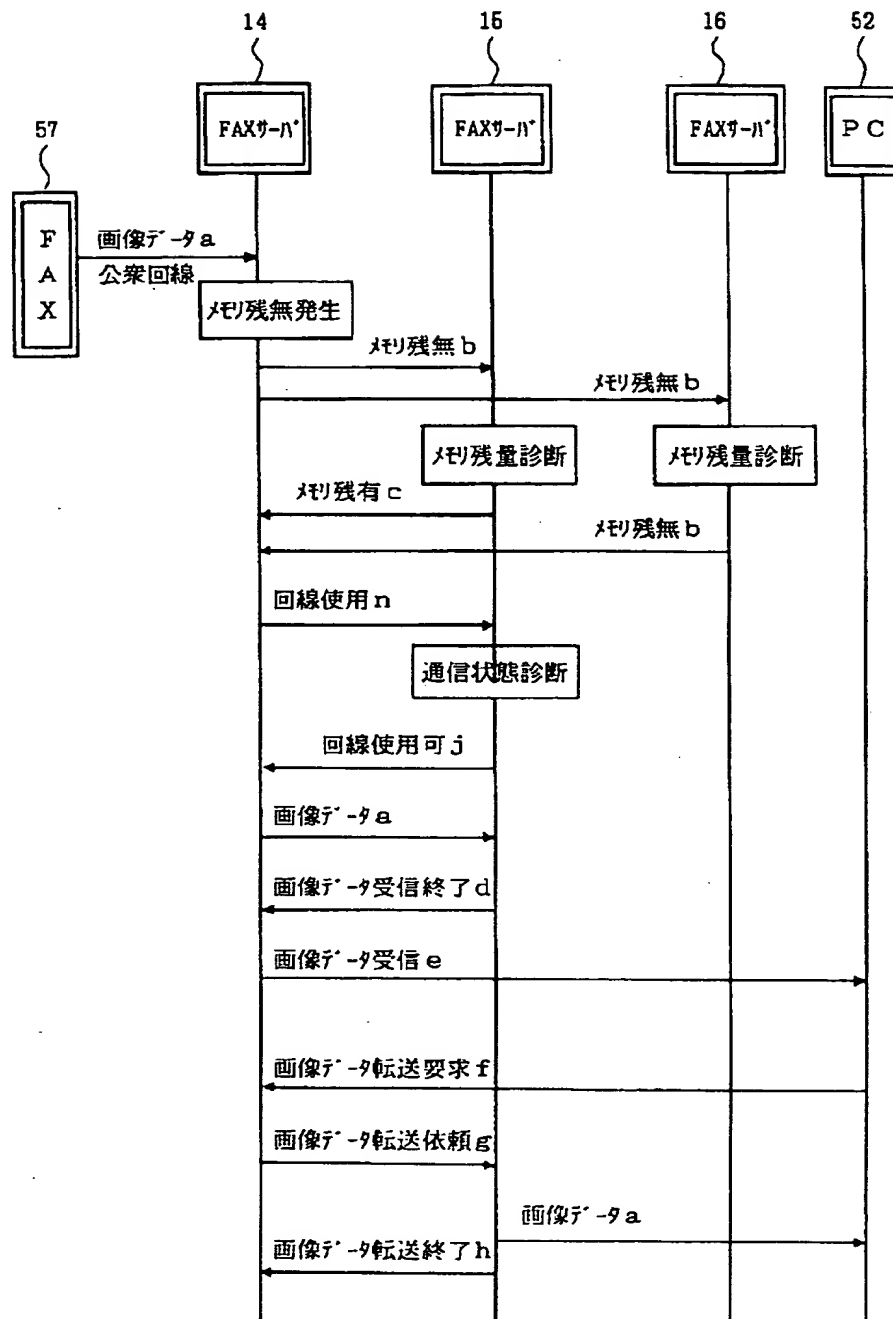 14
15
16
52
57
FAXサーバ
FAXサーバ
FAXサーバ
PC
FAX
画像データa
公衆回線
メモリ残無発生
メモリ残無b
メモリ残無b
メモリ残量診断
メモリ残量診断
メモリ残有c
メモリ残無b
回線使用n
通信状態診断
回線使用可j
画像データa
画像データ受信終了d
画像データ受信e
画像データ転送要求f
画像データ転送依頼g
画像データa
画像データ転送終了h